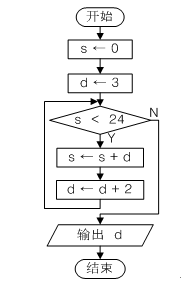 开始
s ← 0
d ← 3
s < 24
N
Y
s ← s + d
d ← d + 2
输出 d
结束